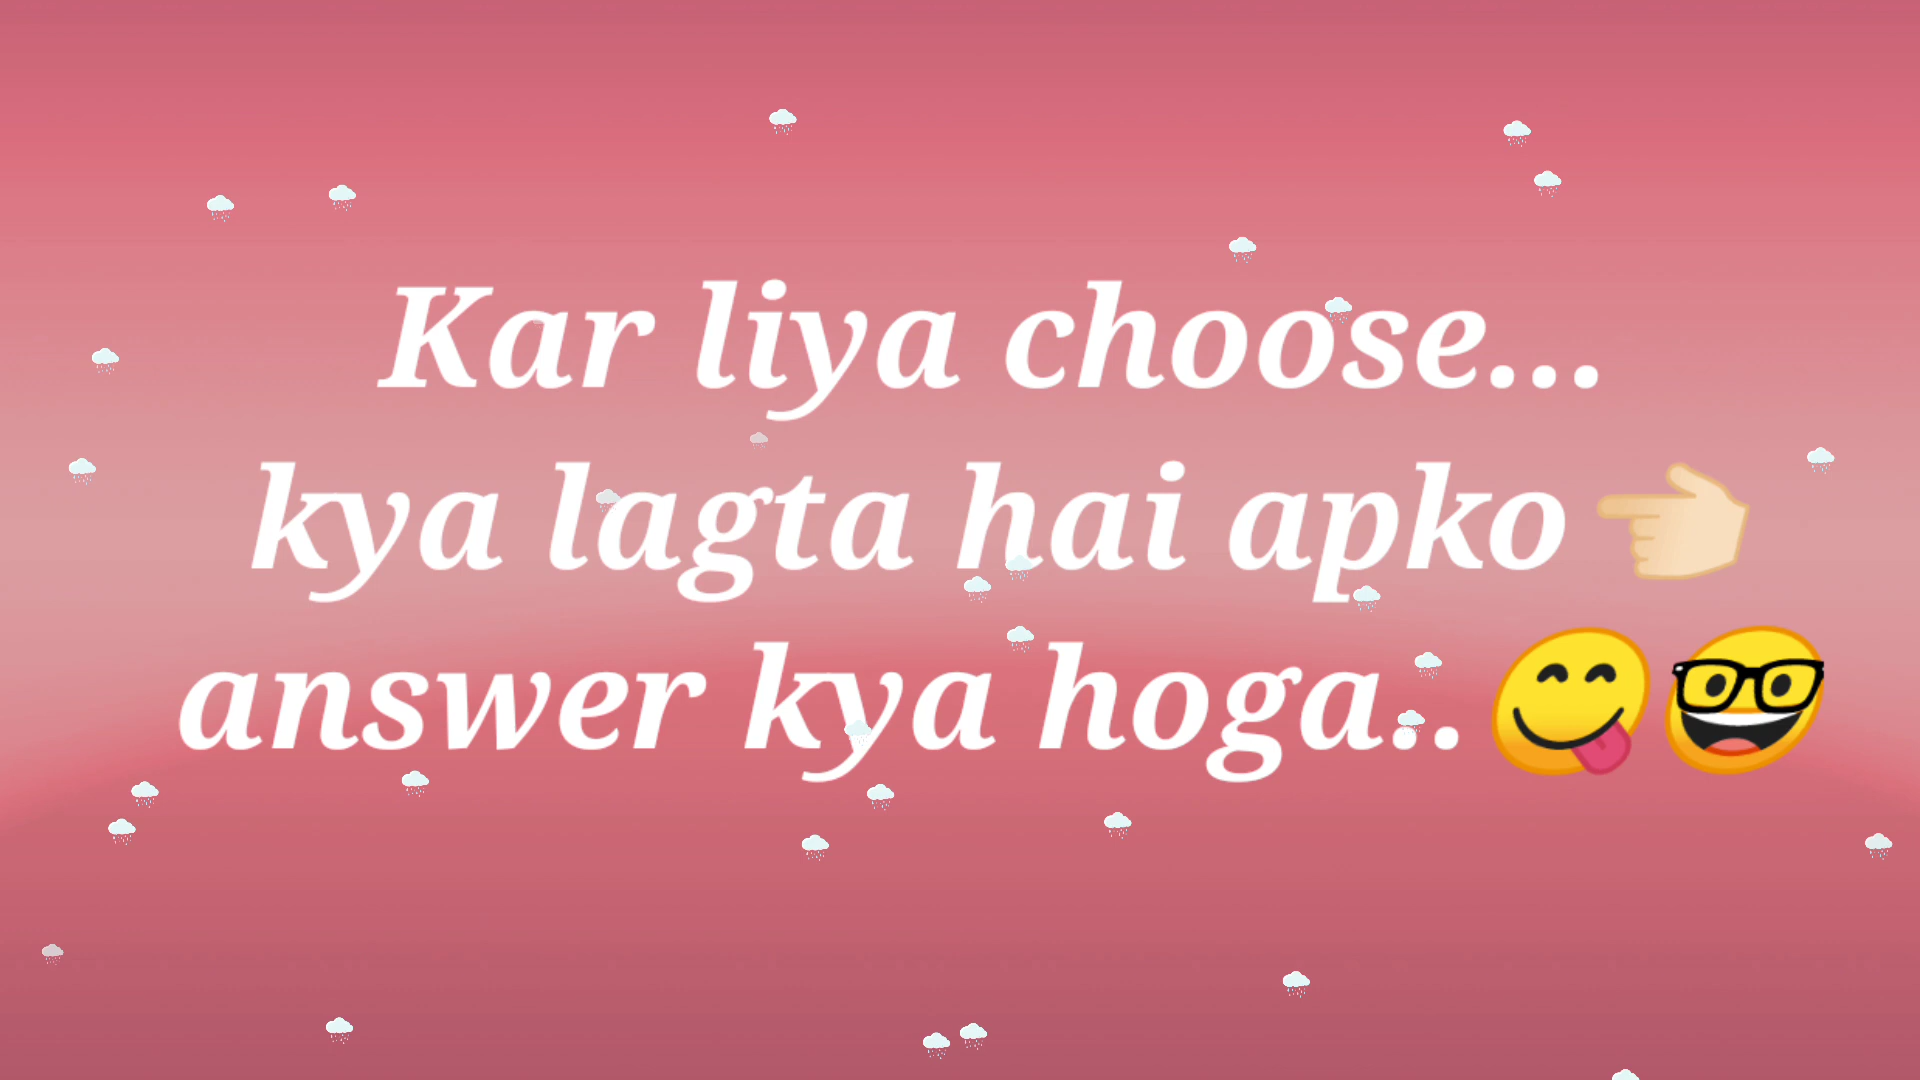 Kar liya choose...
kya lagta hai apko👈🏻
answer kya hoga..😋🤓